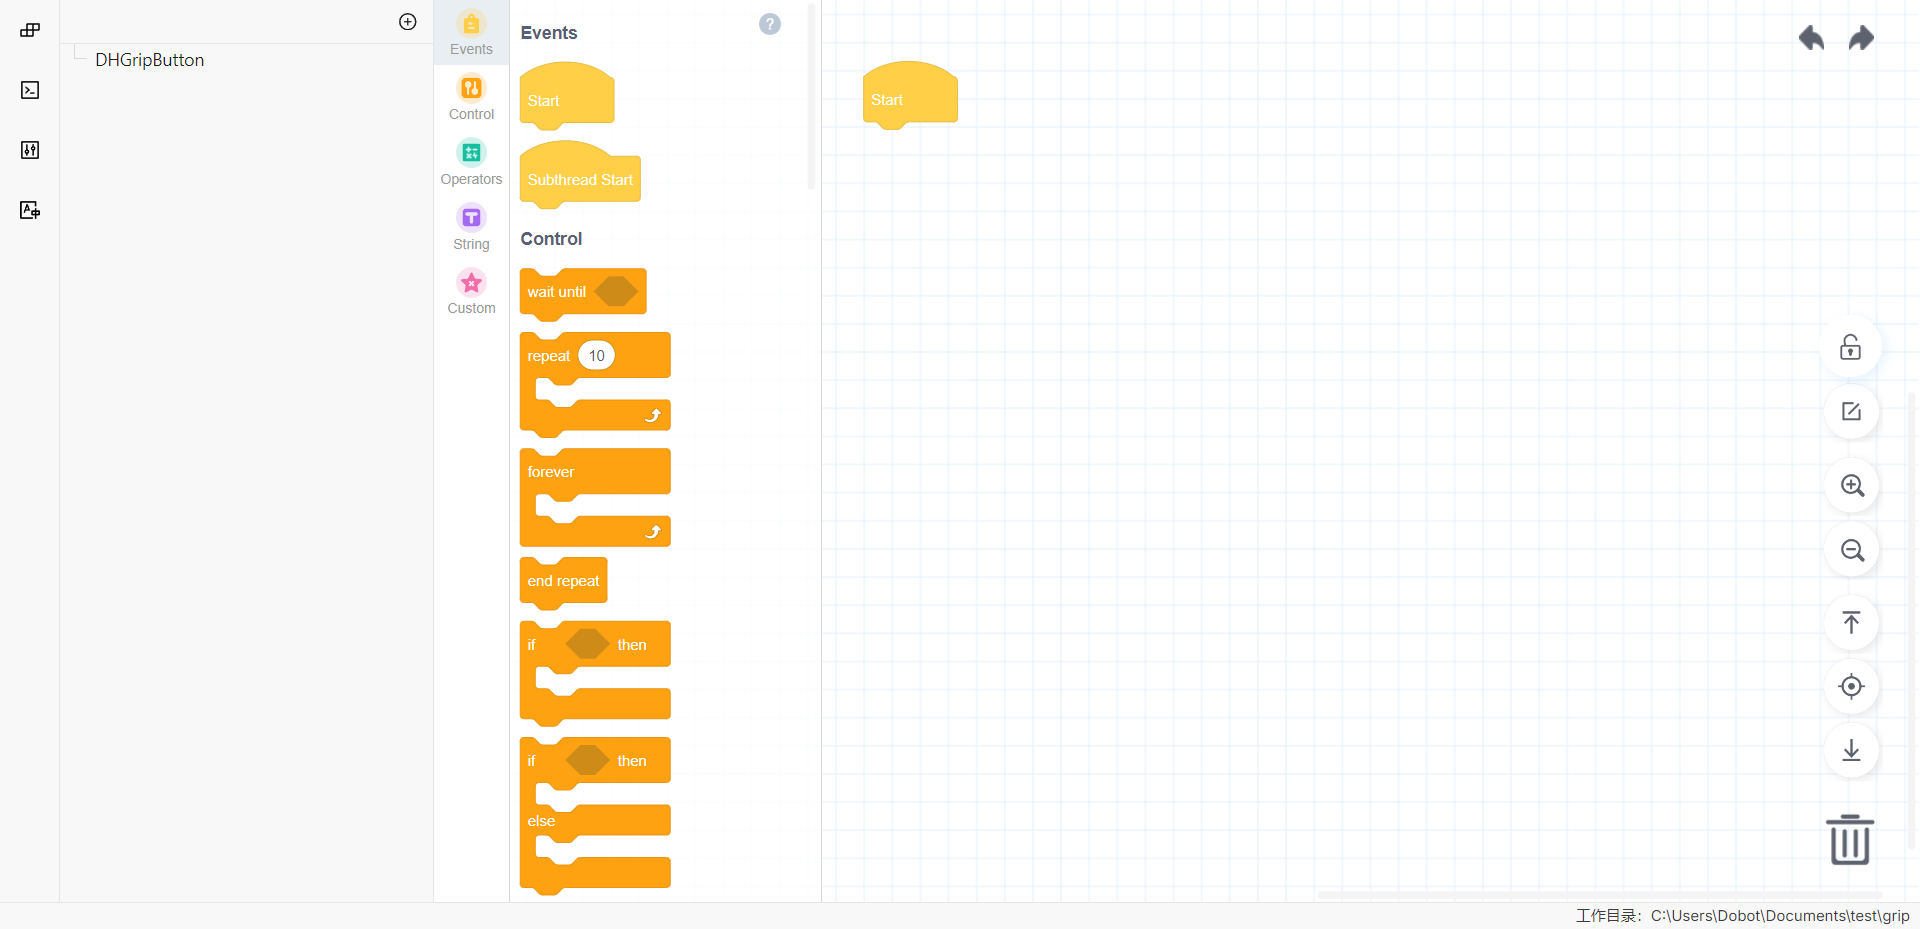 DHGripButton
Events
Control
Operators
String
Custom
Events
?
Start
Subthread Start
Control
wait until
repeat 10
forever
end repeat
if then
if then
else
Start
工作目录：C:\Users\Dobot\Documents\test\grip